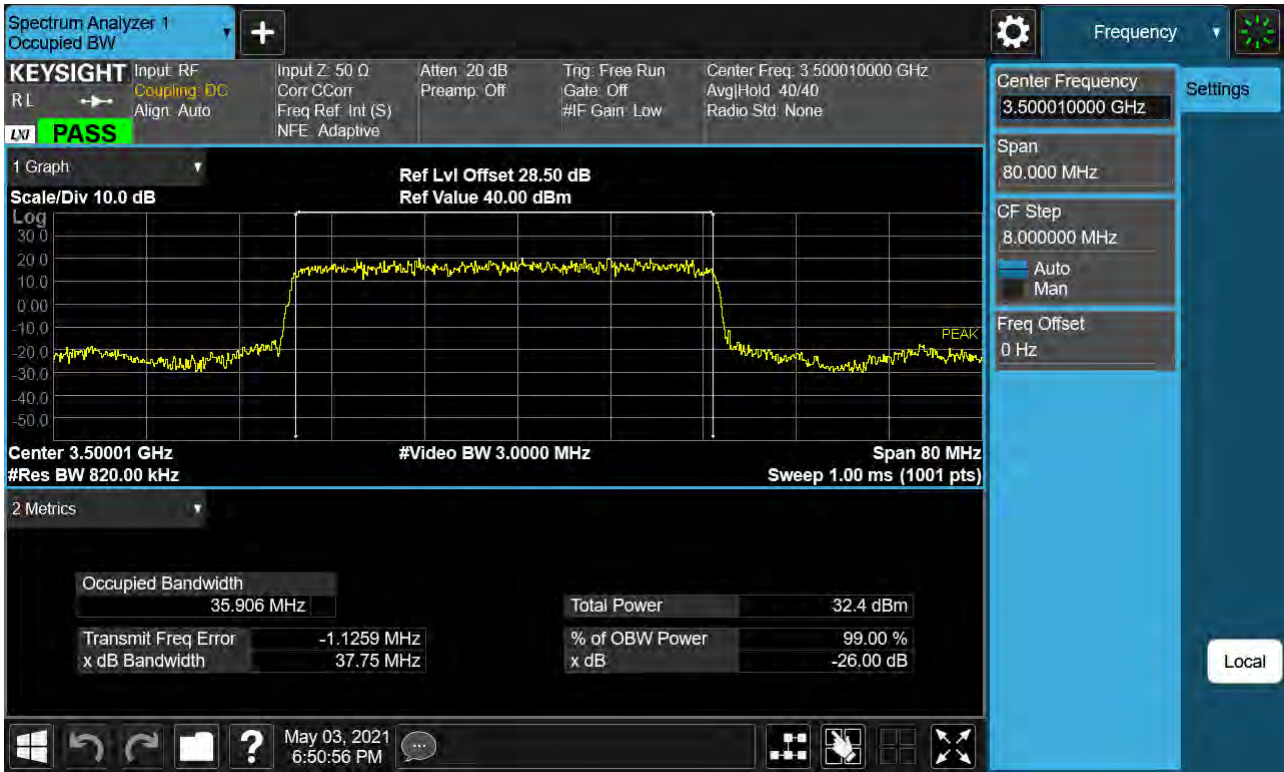 Spectrum Analyzer 1
Occupied BW
+
Frequency
KEYSIGHT
R L
LXI
PASS
Input: RF
Coupling: DC
Align: Auto
Input Z: 50 Ω
Corr CCorr
Freq Ref: Int (S)
NFE: Adaptive
Atten: 20 dB
Preamp: Off
Trig: Free Run
Gate: Off
#IF Gain: Low
Center Freq: 3.500010000 GHz
Avg|Hold: 40/40
Radio Std: None
Center Frequency
3.500010000 GHz
Settings
Span
80.000 MHz
CF Step
8.000000 MHz
Auto
Man
Freq Offset
0 Hz
1 Graph
Scale/Div 10.0 dB
Ref Lvl Offset 28.50 dB
Ref Value 40.00 dBm
Log
30.0
20.0
10.0
0.00
-10.0
-20.0
-30.0
-40.0
-50.0
PEAK
Center 3.50001 GHz
#Video BW 3.0000 MHz
Span 80 MHz
#Res BW 820.00 kHz
Sweep 1.00 ms (1001 pts)
2 Metrics
Occupied Bandwidth
35.906 MHz
Total Power 32.4 dBm
Transmit Freq Error -1.1259 MHz
% of OBW Power 99.00 %
x dB Bandwidth 37.75 MHz
x dB -26.00 dB
Local
?
May 03, 2021
6:50:56 PM